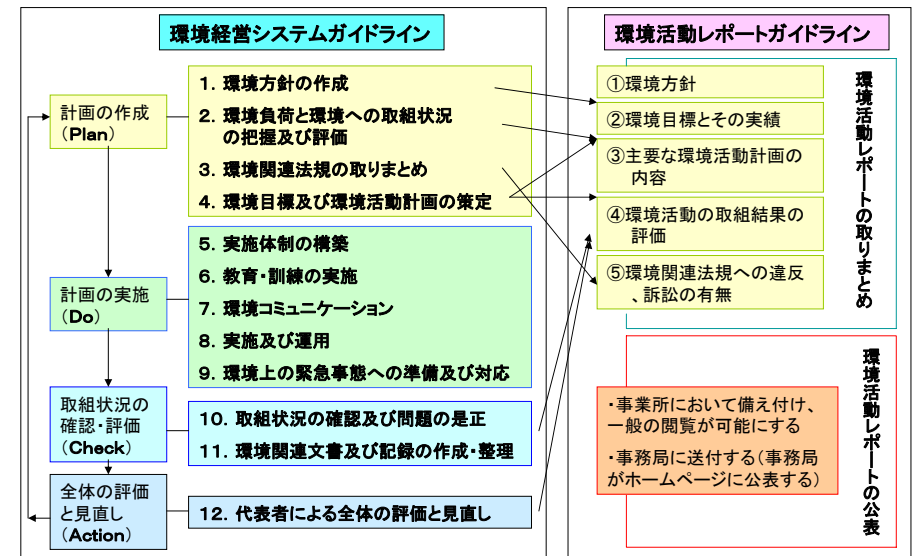 環境経営システムガイドライン
計画の作成
(Plan)
1. 環境方針の作成
2. 環境負荷と環境への取組状況
の把握及び評価
3. 環境関連法規の取りまとめ
4. 環境目標及び環境活動計画の策定
計画の実施
(Do)
5. 実施体制の構築
6. 教育・訓練の実施
7. 環境コミュニケーション
8. 実施及び運用
9. 環境上の緊急事態への準備及び対応
取組状況の
確認・評価
(Check)
10. 取組状況の確認及び問題の是正
11. 環境関連文書及び記録の作成・整理
全体の評価
と見直し
(Action)
12. 代表者による全体の評価と見直し
環境活動レポートガイドライン
①環境方針
②環境目標とその実績
③主要な環境活動計画の
内容
④環境活動の取組結果の
評価
⑤環境関連法規への違反
、訴訟の有無
環境活動レポートの取りまとめ
・事業所において備え付け、
一般の閲覧が可能にする
・事務局に送付する(事務局
がホームページに公表する)
環境活動レポートの公表